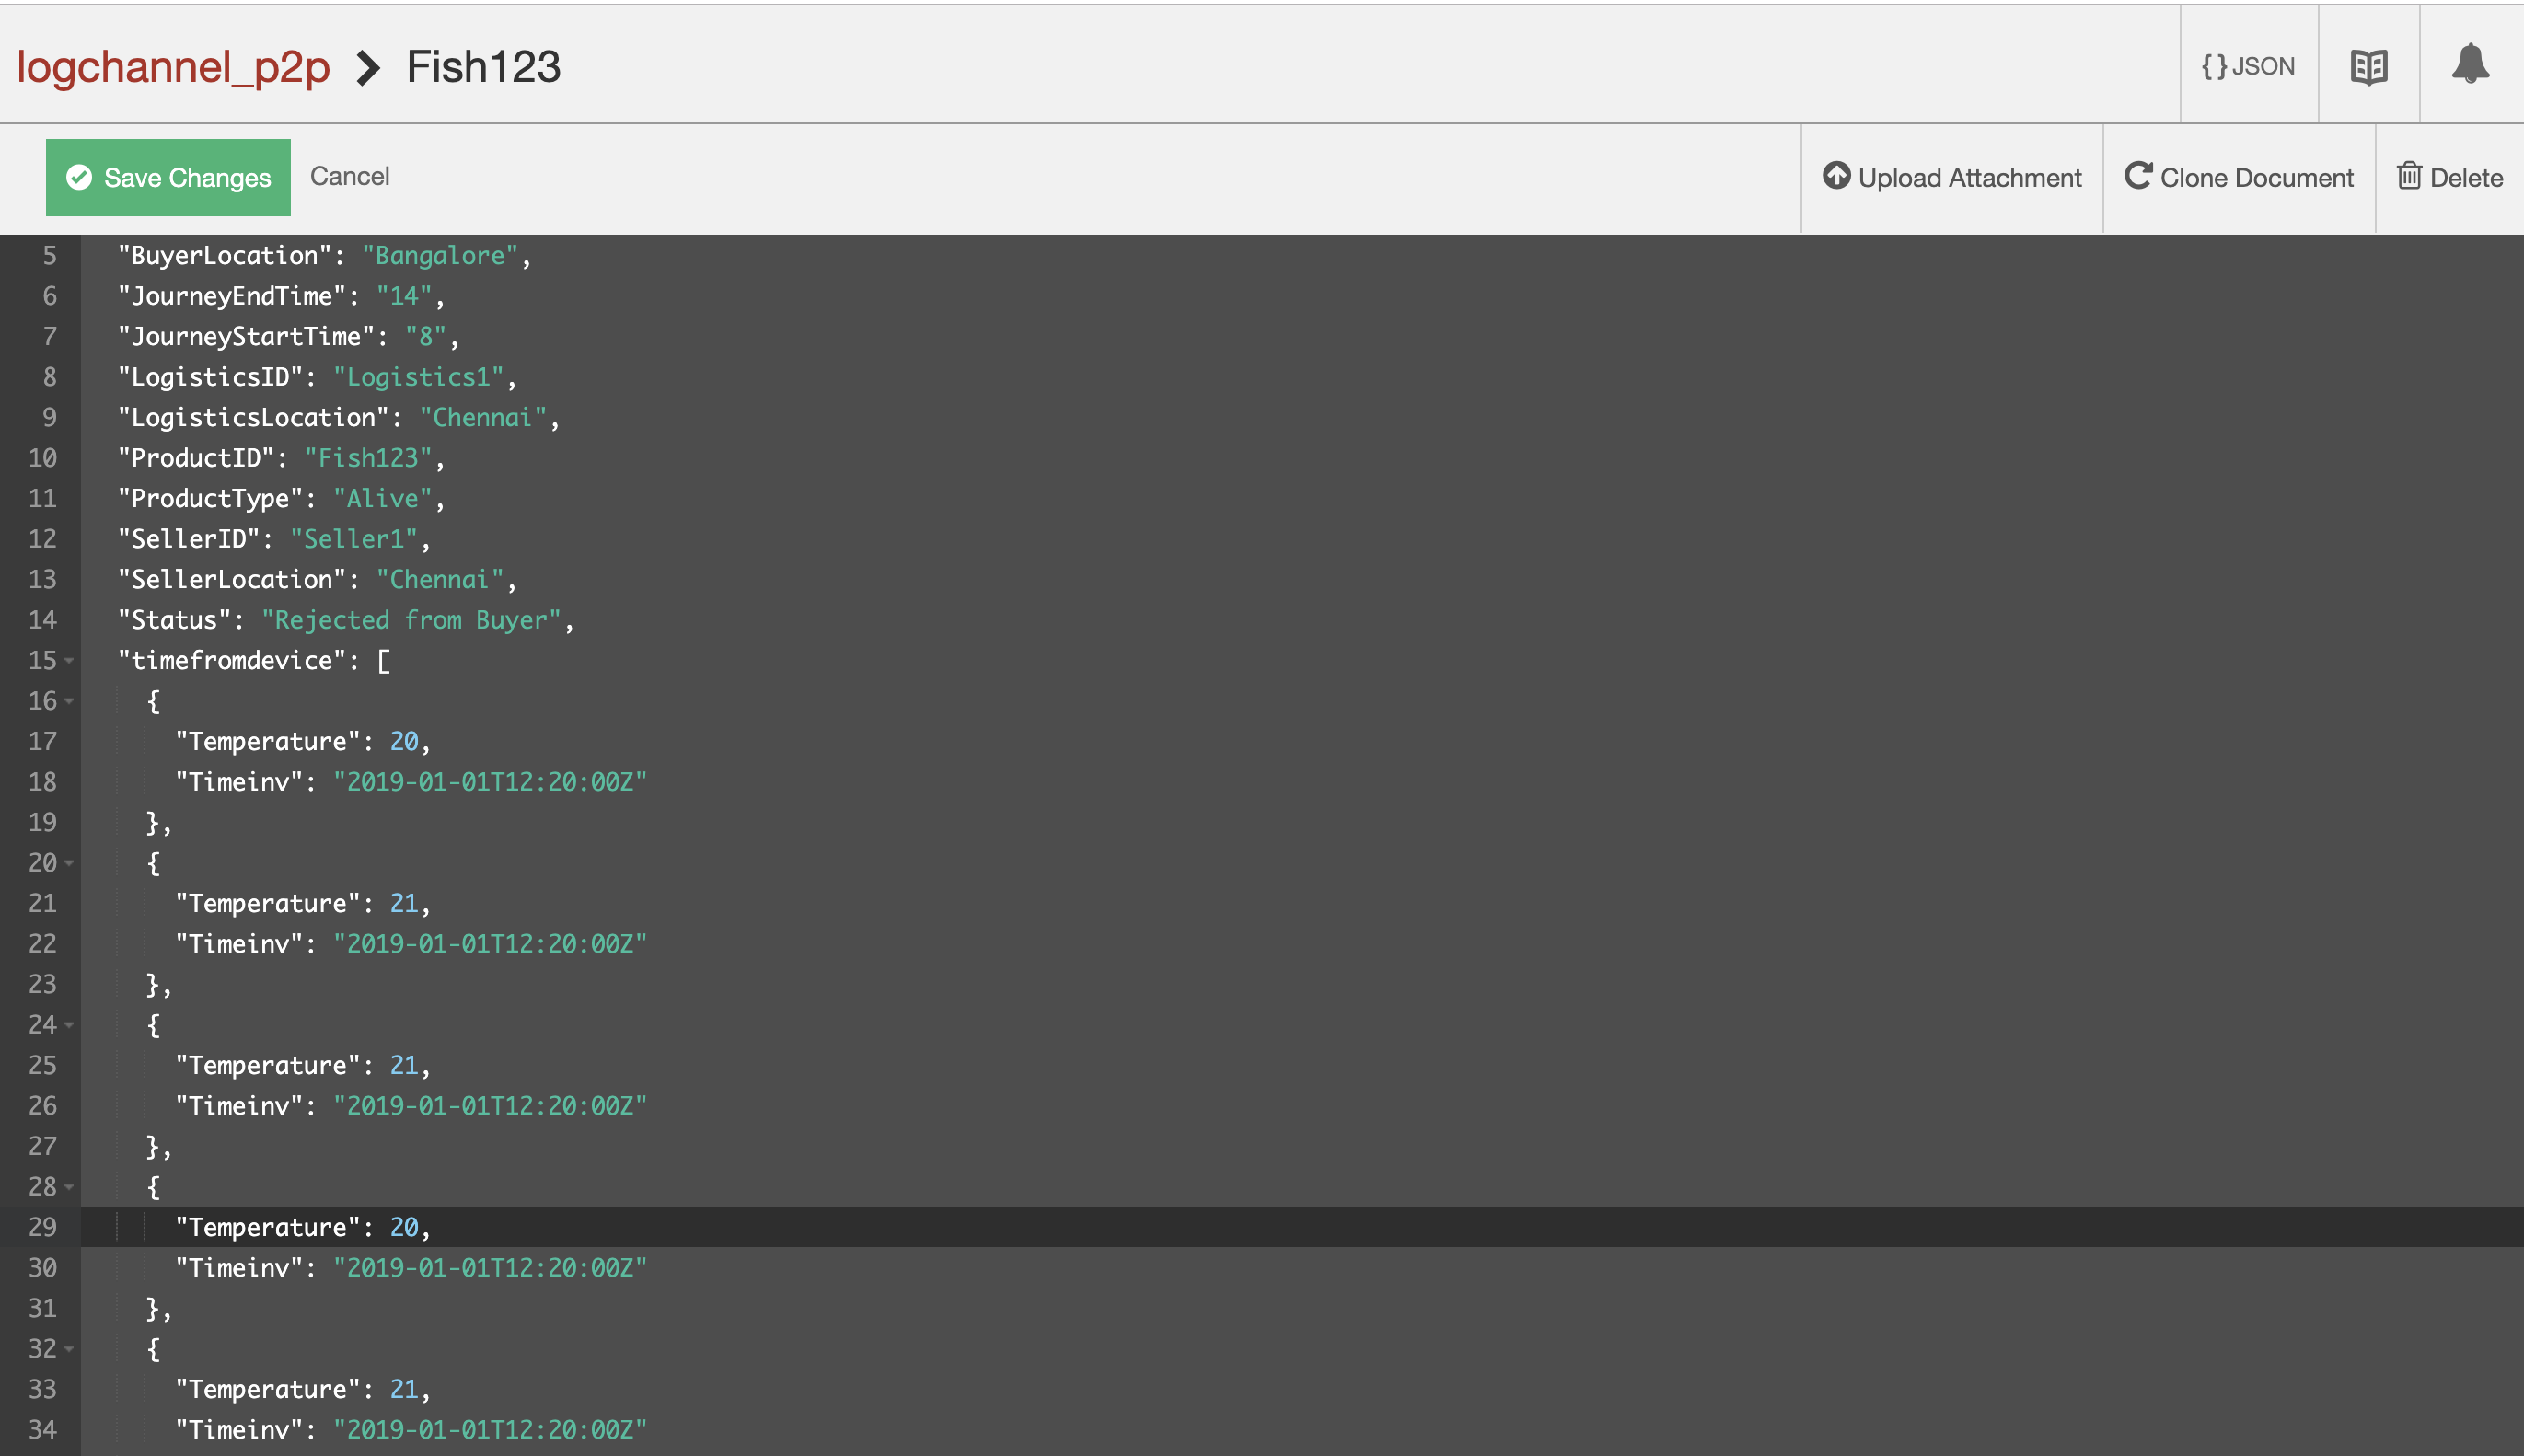 logchannel_p2p > Fish123
{ } JSON
Save Changes Cancel
Upload Attachment
Clone Document
Delete
5 "BuyerLocation": "Bangalore",
6 "JourneyEndTime": "14",
7 "JourneyStartTime": "8",
8 "LogisticsID": "Logistics1",
9 "LogisticsLocation": "Chennai",
10 "ProductID": "Fish123",
11 "ProductType": "Alive",
12 "SellerID": "Seller1",
13 "SellerLocation": "Chennai",
14 "Status": "Rejected from Buyer",
15 "timefromdevice": [
16 {
17 "Temperature": 20,
18 "Timeinv": "2019-01-01T12:20:00Z"
19 },
20 {
21 "Temperature": 21,
22 "Timeinv": "2019-01-01T12:20:00Z"
23 },
24 {
25 "Temperature": 21,
26 "Timeinv": "2019-01-01T12:20:00Z"
27 },
28 {
29 "Temperature": 20,
30 "Timeinv": "2019-01-01T12:20:00Z"
31 },
32 {
33 "Temperature": 21,
34 "Timeinv": "2019-01-01T12:20:00Z"